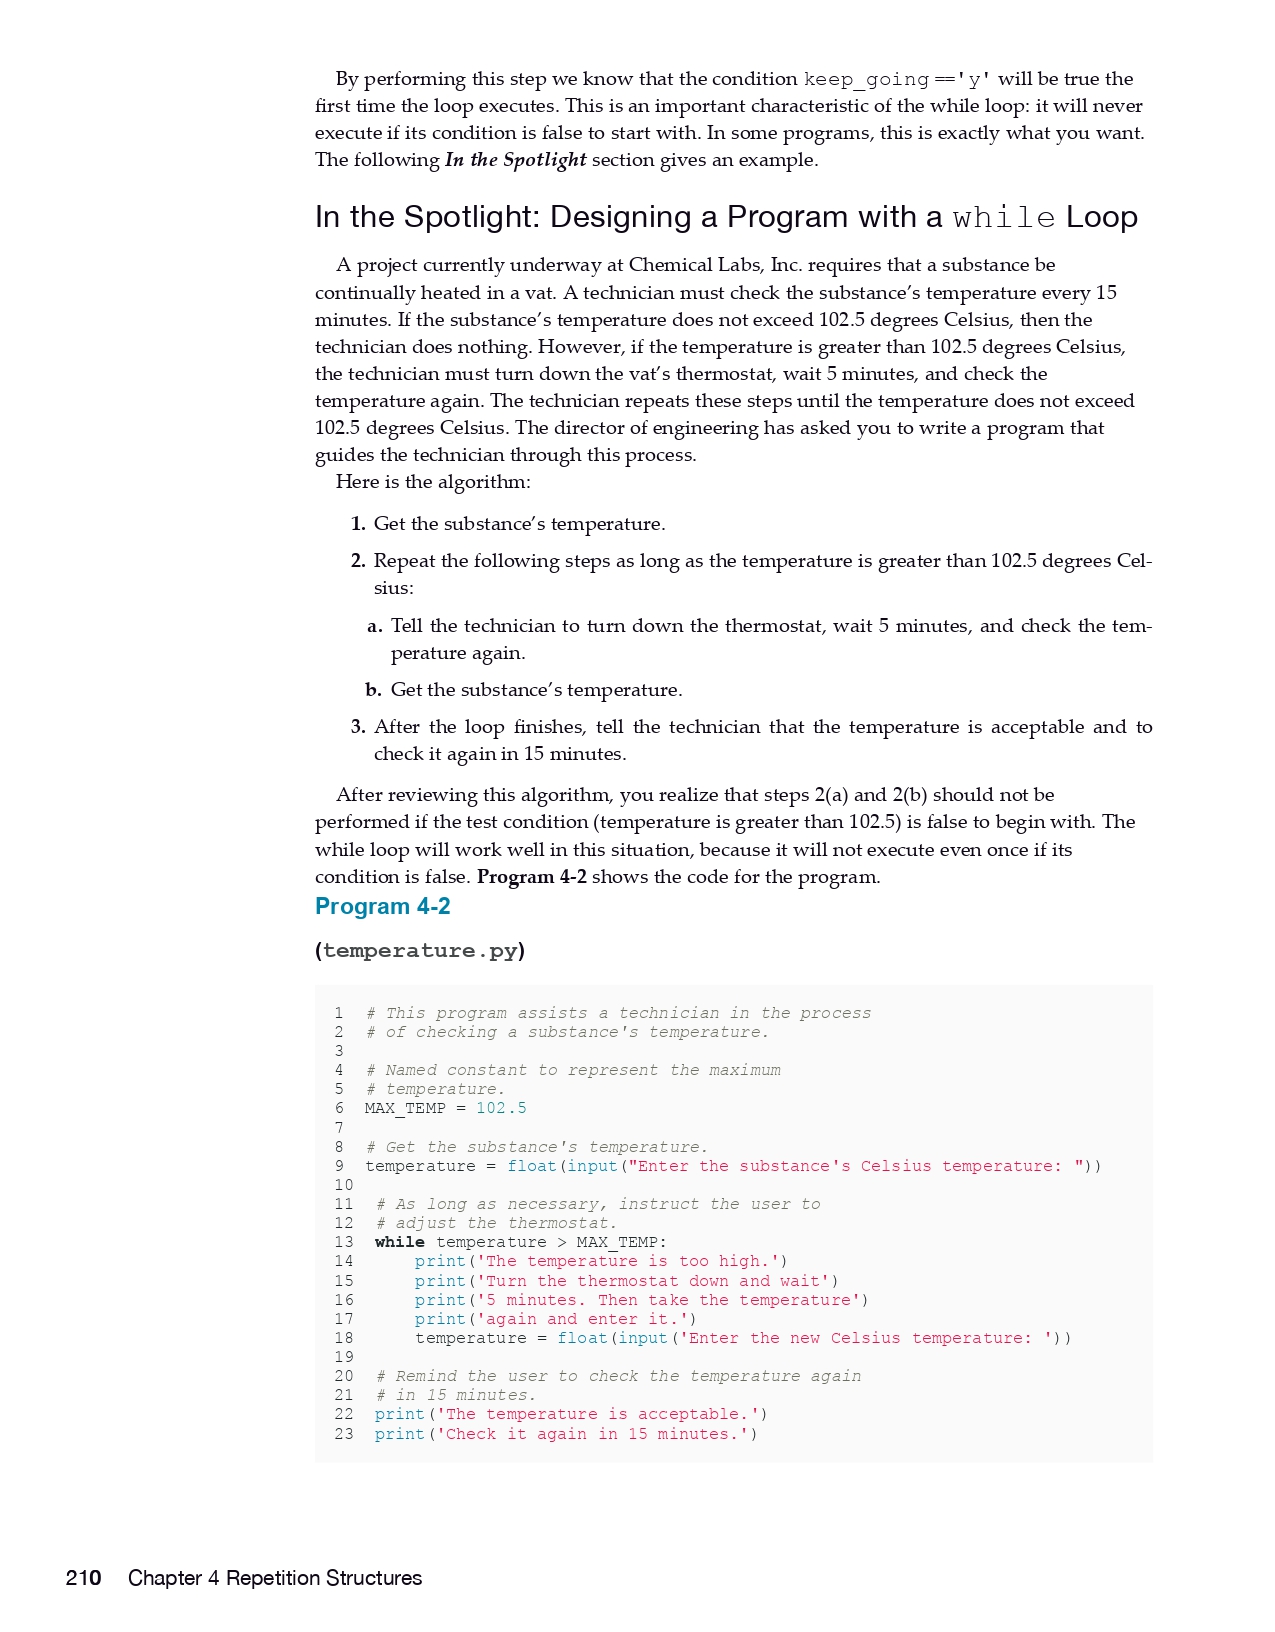 By performing this step we know that the condition keep_going =='y' will be true the
first time the loop executes. This is an important characteristic of the while loop: it will never
execute if its condition is false to start with. In some programs, this is exactly what you want.
The following In the Spotlight section gives an example.
In the Spotlight: Designing a Program with a while Loop
A project currently underway at Chemical Labs, Inc. requires that a substance be
continually heated in a vat. A technician must check the substance’s temperature every 15
minutes. If the substance’s temperature does not exceed 102.5 degrees Celsius, then the
technician does nothing. However, if the temperature is greater than 102.5 degrees Celsius,
the technician must turn down the vat’s thermostat, wait 5 minutes, and check the
temperature again. The technician repeats these steps until the temperature does not exceed
102.5 degrees Celsius. The director of engineering has asked you to write a program that
guides the technician through this process.
Here is the algorithm:
1. Get the substance’s temperature.
2. Repeat the following steps as long as the temperature is greater than 102.5 degrees Cel-
sius:
a. Tell the technician to turn down the thermostat, wait 5 minutes, and check the tem-
perature again.
b. Get the substance’s temperature.
3. After the loop finishes, tell the technician that the temperature is acceptable and to
check it again in 15 minutes.
After reviewing this algorithm, you realize that steps 2(a) and 2(b) should not be
performed if the test condition (temperature is greater than 102.5) is false to begin with. The
while loop will work well in this situation, because it will not execute even once if its
condition is false. Program 4-2 shows the code for the program.
Program 4-2
(temperature.py)
1 # This program assists a technician in the process
2 # of checking a substance's temperature.
3
4 # Named constant to represent the maximum
5 # temperature.
6 MAX_TEMP = 102.5
7
8 # Get the substance's temperature.
9 temperature = float(input("Enter the substance's Celsius temperature: "))
10
11 # As long as necessary, instruct the user to
12 # adjust the thermostat.
13 while temperature > MAX_TEMP:
14 print('The temperature is too high.')
15 print('Turn the thermostat down and wait')
16 print('5 minutes. Then take the temperature')
17 print('again and enter it.')
18 temperature = float(input('Enter the new Celsius temperature: '))
19
20 # Remind the user to check the temperature again
21 # in 15 minutes.
22 print('The temperature is acceptable.')
23 print('Check it again in 15 minutes.')
210 Chapter 4 Repetition Structures